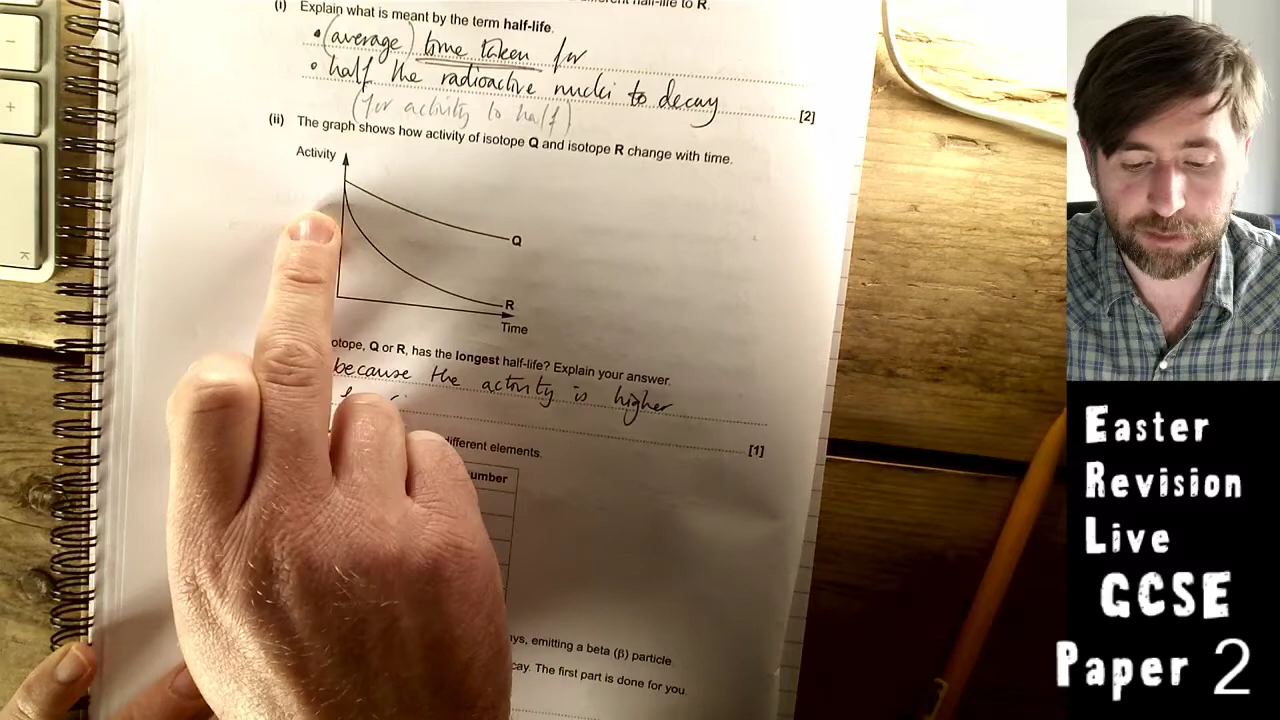 half-life to R.
(i) Explain what is meant by the term half-life.
• (average) time taken for
• half the radioactive nuclei to decay
(for activity to half)
[2]
(ii) The graph shows how activity of isotope Q and isotope R change with time.
Activity
Q
R
Time
otope, Q or R, has the longest half-life? Explain your answer.
because the activity is higher
[1]
different elements.
umber
ys, emitting a beta (β) particle
cay. The first part is done for you
Easter
Revision
Live
GCSE
Paper 2